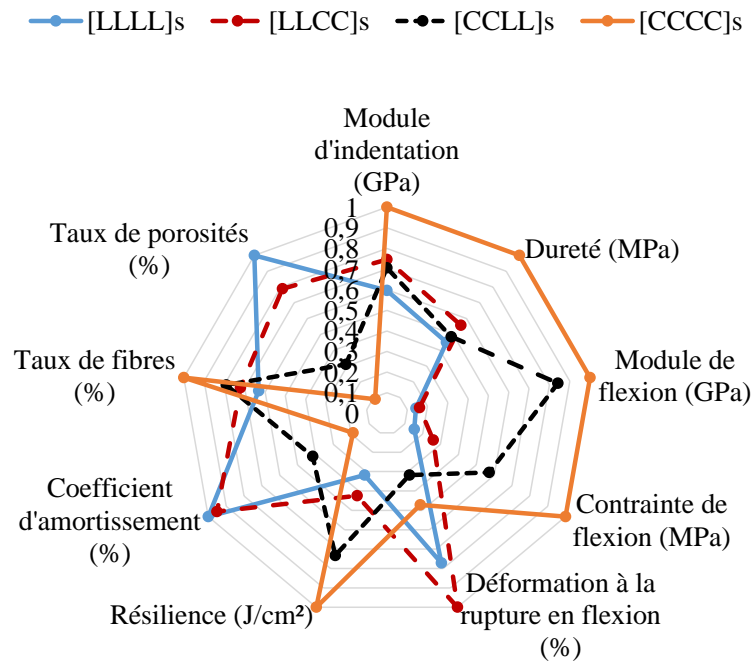 [LLLL]s [LLCC]s [CCLL]s [CCCC]s
Module
d'indentation
(GPa)
Dureté (MPa)
Module de
flexion (GPa)
Contrainte de
flexion (MPa)
Déformation à la
rupture en flexion
(%)
Résilience (J/cm²)
Coefficient
d'amortissement
(%)
Taux de fibres
(%)
Taux de porosités
(%)
1
0,9
0,8
0,7
0,6
0,5
0,4
0,3
0,2
0,1
0